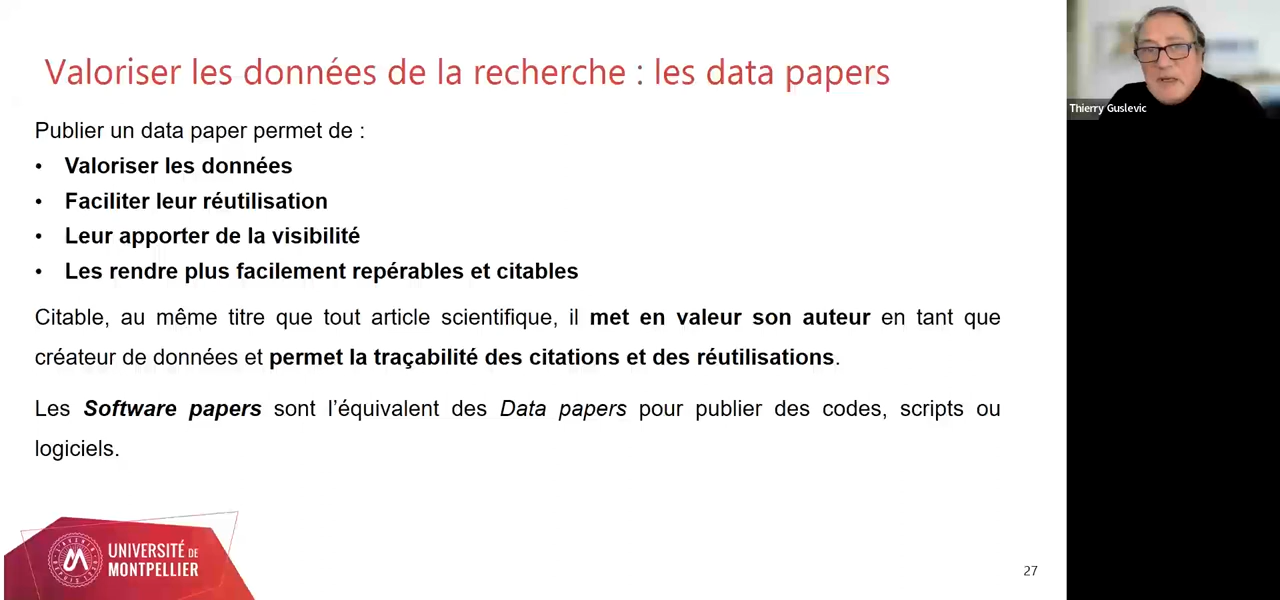 Valoriser les données de la recherche : les data papers
Thierry Guslevic
Publier un data paper permet de :
• Valoriser les données
• Faciliter leur réutilisation
• Leur apporter de la visibilité
• Les rendre plus facilement repérables et citables
Citable, au même titre que tout article scientifique, il met en valeur son auteur en tant que
créateur de données et permet la traçabilité des citations et des réutilisations.
Les Software papers sont l’équivalent des Data papers pour publier des codes, scripts ou
logiciels.
UNIVERSITÉ DE
MONTPELLIER
27